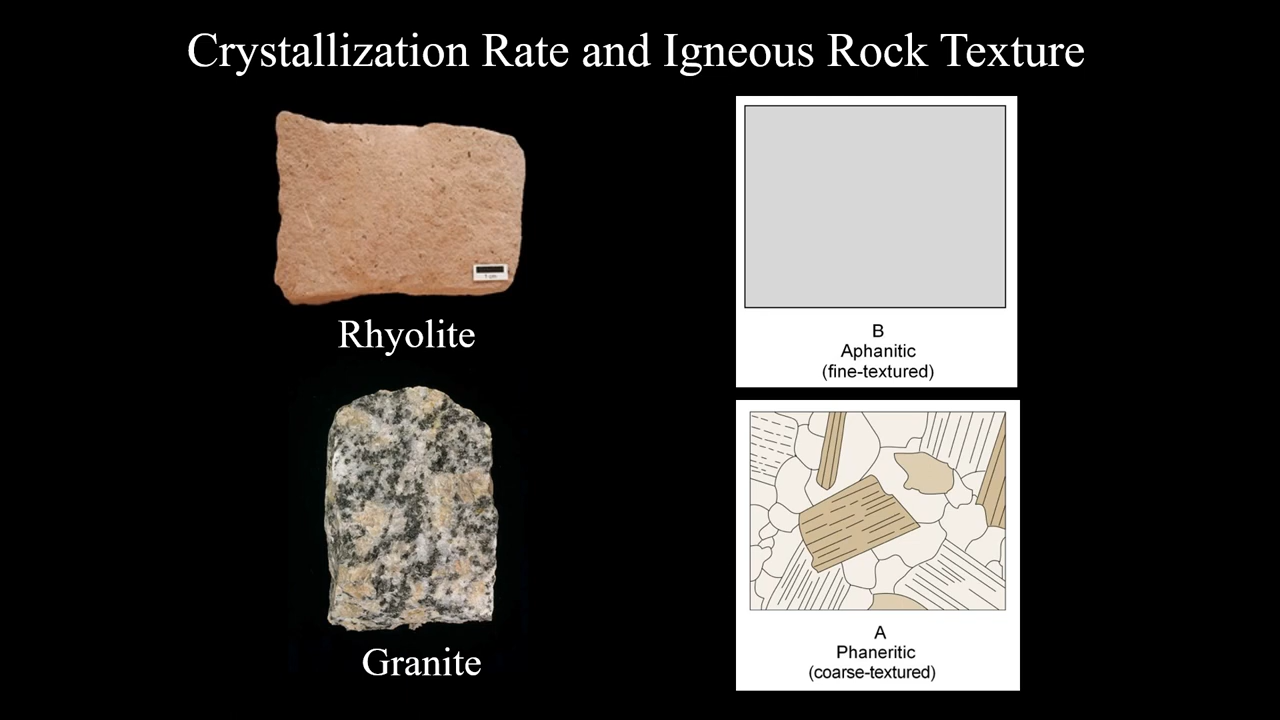 Crystallization Rate and Igneous Rock Texture
Rhyolite
B
Aphanitic
(fine-textured)
Granite
A
Phaneritic
(coarse-textured)